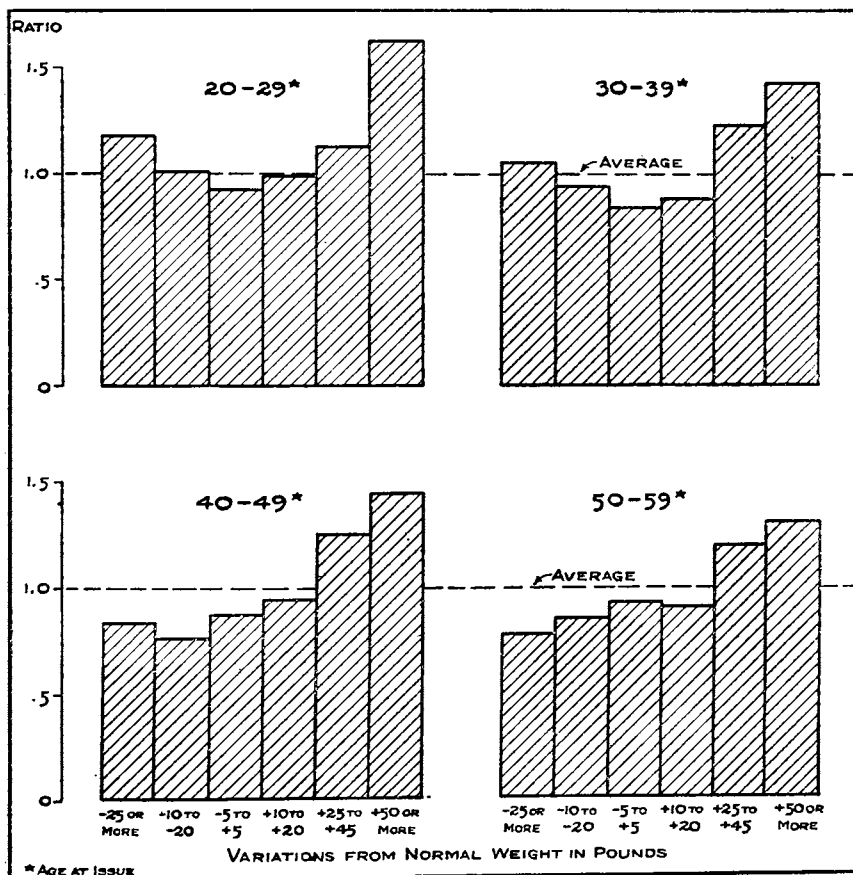 RATIO
1.5
20-29*
30-39*
AVERAGE
1.0
.5
0
1.5
40-49*
50-59*
AVERAGE
1.0
.5
0
-25 OR +10 TO -5 TO +10 TO +25 TO +50 OR -25 OR -10 TO -5 TO +10 TO +25 TO +50 OR
MORE -20 +5 +20 +45 MORE MORE -20 +5 +20 +45 MORE
VARIATIONS FROM NORMAL WEIGHT IN POUNDS
*AGE AT ISSUE